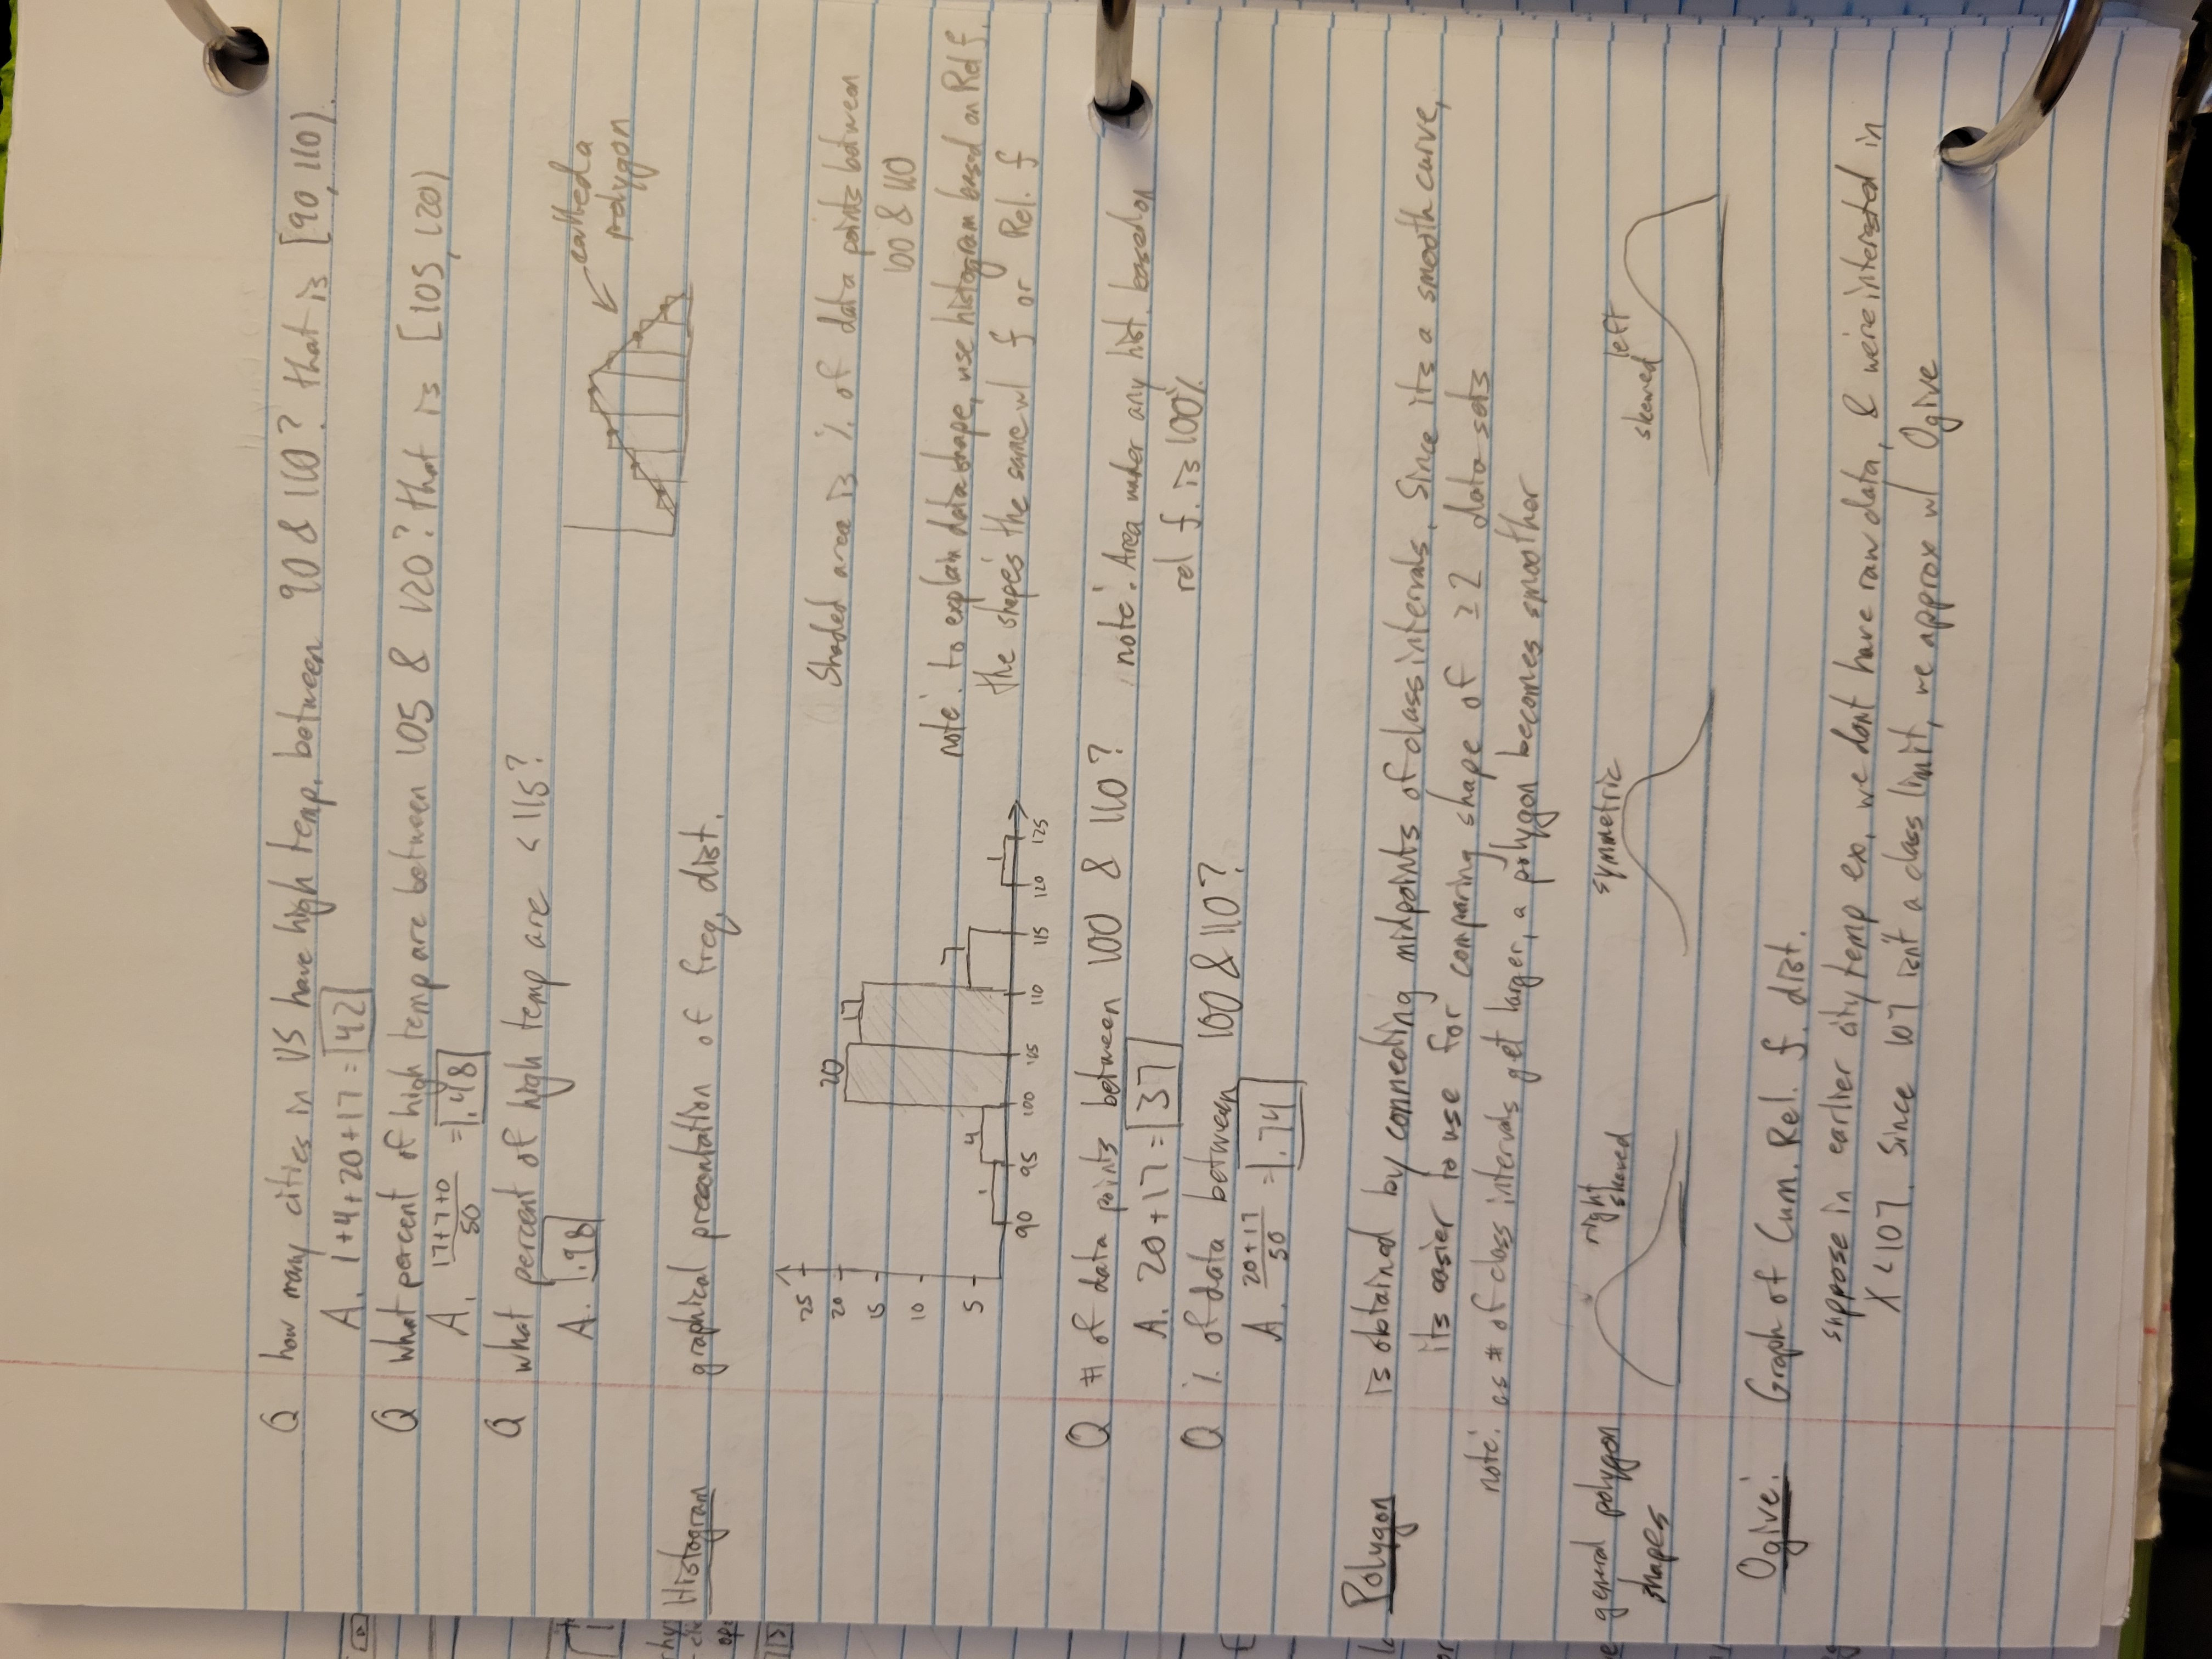 Q how many cities in US have high temp. between 90 & 110? that is [90, 110).
A. 1+4+20+17 = 42
Q what percent of high temp are between 105 & 120? that is [105, 120)
A. 17+7+0 / 50 = .48
Q what percent of high temp are < 115?
A. .98
called a
polygon
Histogram graphical presentation of freq. dist.
25
20
15
10
5
1 4 20 17 7 1
90 95 100 105 110 115 120 125
Shaded area is % of data points between
100 & 110
note: to explain data shape, use histogram based on Rel f.
the shape's the same w/ f or Rel. f
Q # of data points between 100 & 110?
A. 20+17 = 37
note: Area under any hist. based on
rel f. is 100%
Q % of data between 100 & 110?
A. 20+17 / 50 = .74
Polygon is obtained by connecting midpoints of class intervals. Since its a smooth curve,
its easier to use for comparing shape of ≥2 data sets
note: as # of class intervals get larger, a polygon becomes smoother
general polygon
shapes
right
skewed
symmetric
left
skewed
Ogive: Graph of Cum. Rel. f. dist.
suppose in earlier city temp ex, we don't have raw data, & we're interested in
X < 107. Since 107 isn't a class limit, we approx w/ Ogive